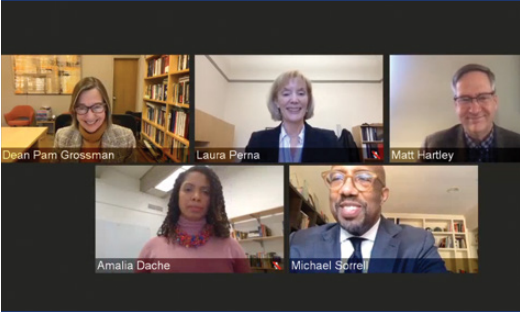 Dean Pam Grossman
Laura Perna
Matt Hartley
Amalia Dache
Michael Sorrell